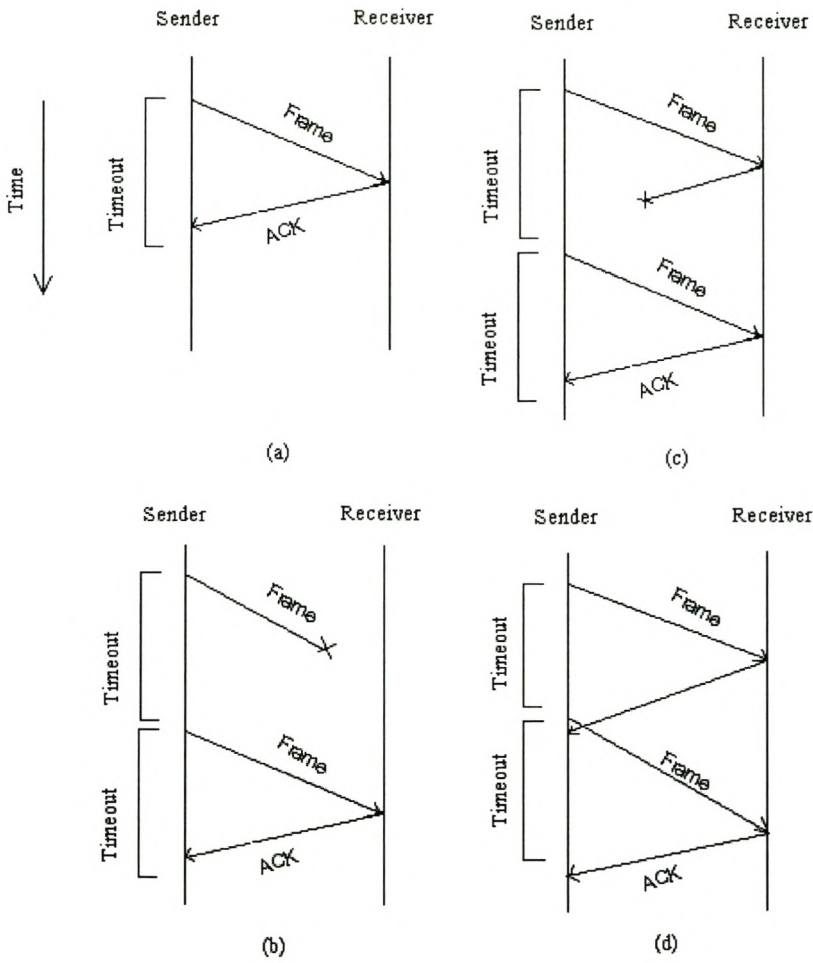 Sender
Receiver
Time
Timeout
Frame
ACK
(a)
Sender
Receiver
Timeout
Frame
Timeout
Frame
ACK
(c)
Sender
Receiver
Timeout
Frame
Timeout
Frame
ACK
(b)
Sender
Receiver
Timeout
Frame
Timeout
Frame
ACK
(d)